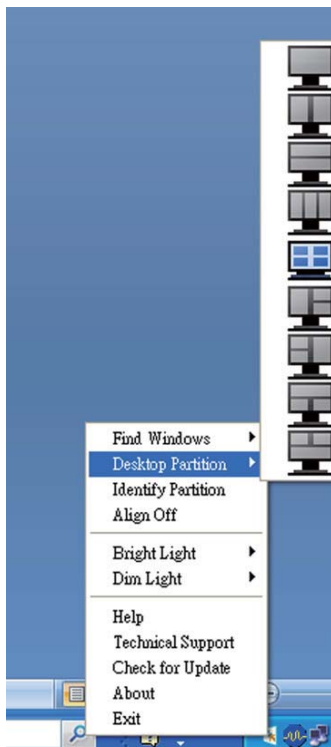 Find Windows
Desktop Partition
Identify Partition
Align Off
Bright Light
Dim Light
Help
Technical Support
Check for Update
About
Exit